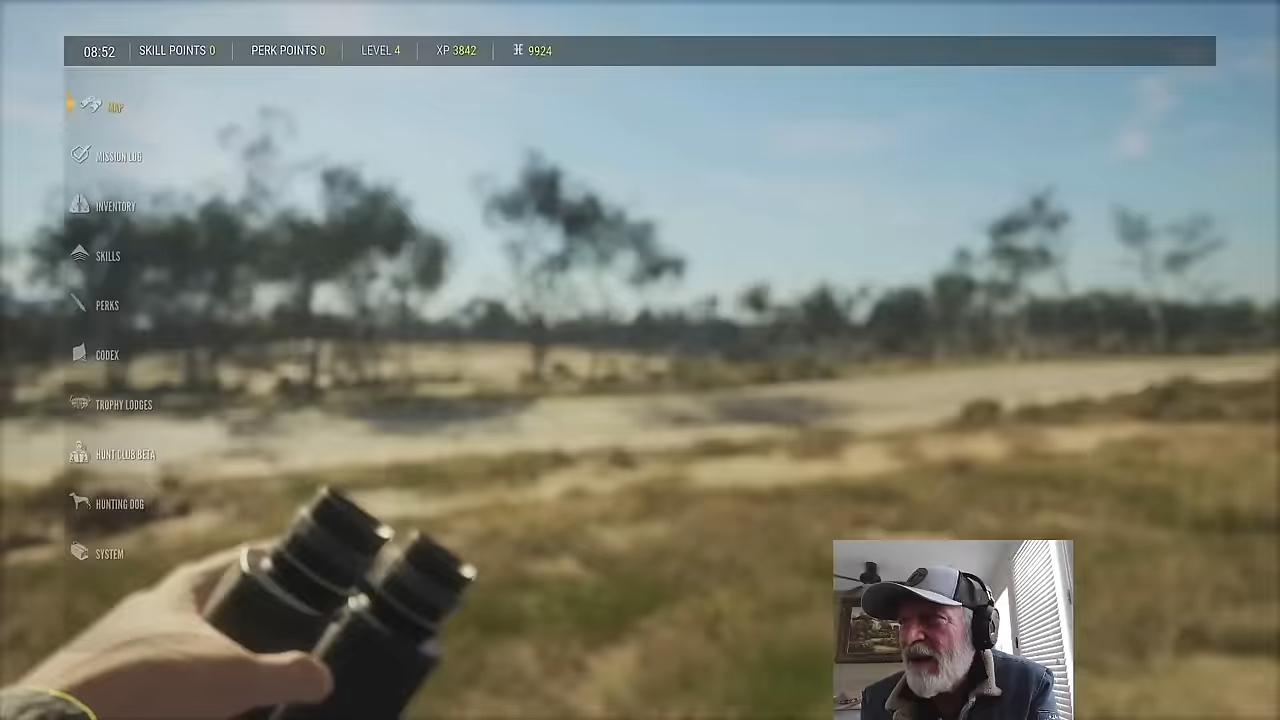 08:52 SKILL POINTS 0 PERK POINTS 0 LEVEL 4 XP 3842 9924
MAP
MISSION LOG
INVENTORY
SKILLS
PERKS
CODEX
TROPHY LODGES
HUNT CLUB BETA
HUNTING DOG
SYSTEM